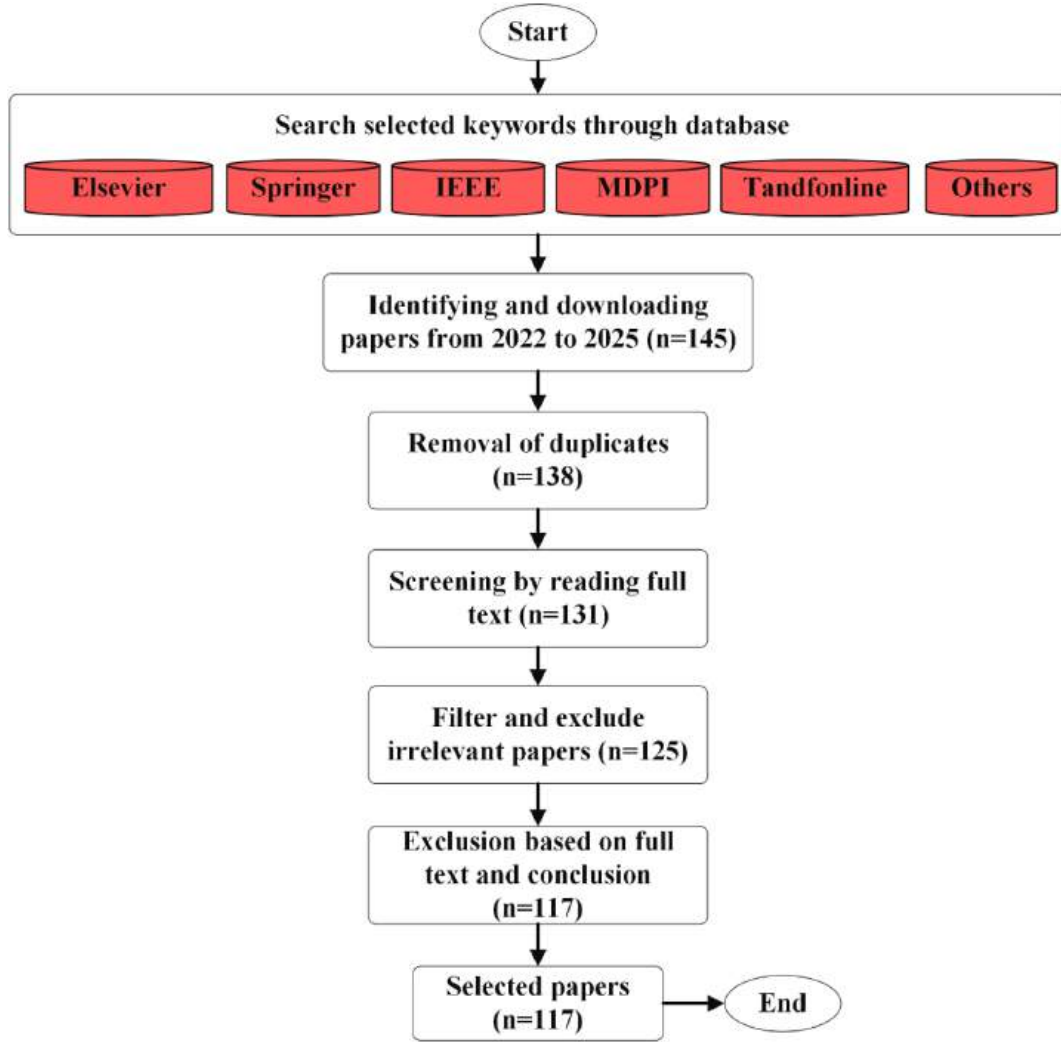 Start
Search selected keywords through database
Elsevier
Springer
IEEE
MDPI
Tandfonline
Others
Identifying and downloading
papers from 2022 to 2025 (n=145)
Removal of duplicates
(n=138)
Screening by reading full
text (n=131)
Filter and exclude
irrelevant papers (n=125)
Exclusion based on full
text and conclusion
(n=117)
Selected papers
(n=117)
End